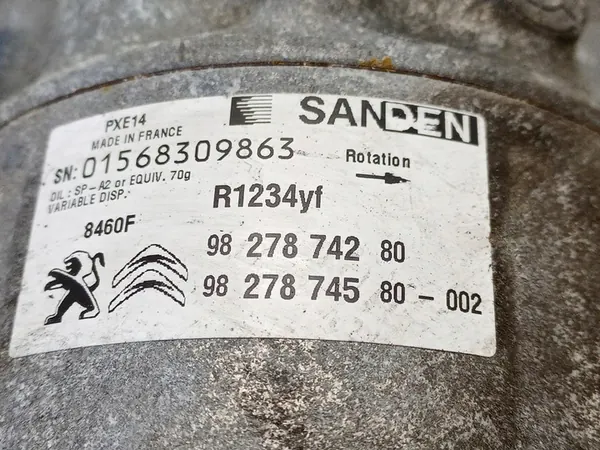 PXE14
MADE IN FRANCE
SANDEN
SN: 01568309863
Rotation
OIL : SP-A2 or EQUIV. 70g
VARIABLE DISP.
R1234yf
8460F
98 278 742 80
98 278 745 80 - 002